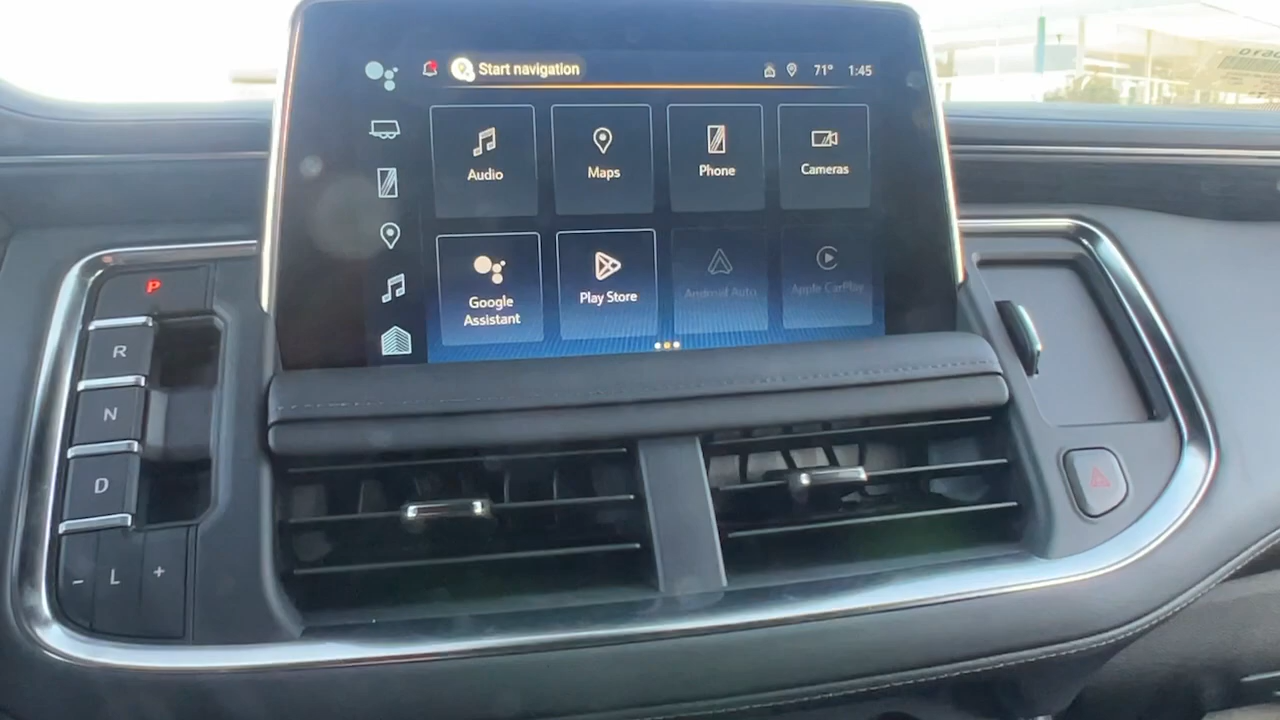 Start navigation
71° 1:45
Audio
Maps
Phone
Cameras
Google
Assistant
Play Store
Android Auto
Apple CarPlay
P
R
N
D
- L +